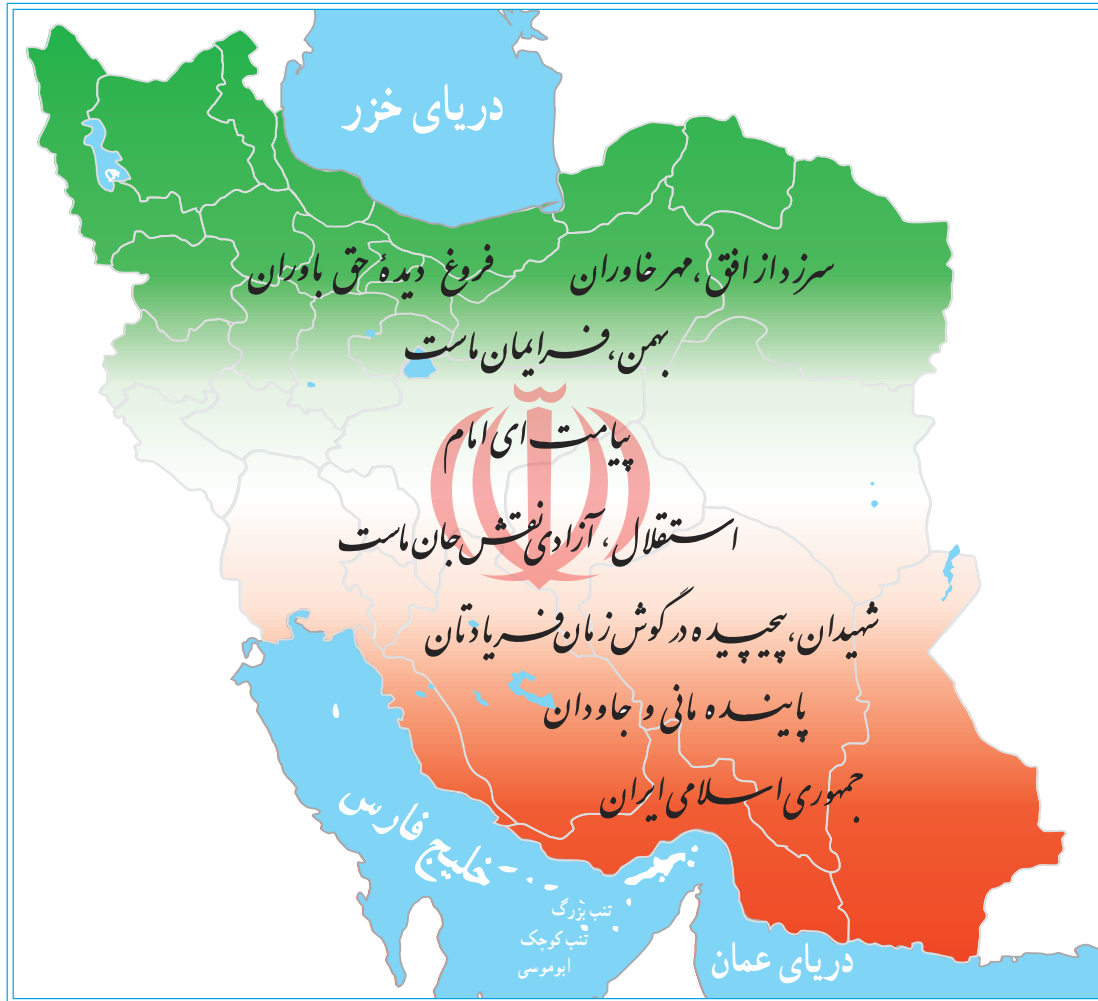 دریای خزر
سرزد از افق، مهر خاوران فروغ دیدهٔ حق باوران
بهمن، فر ایمان ماست
پیامت ای امام
استقلال، آزادی نقش جان ماست
شهیدان، پیچیده در گوش زمان فریادتان
پاینده مانی و جاودان
جمهوری اسلامی ایران
خلیج فارس
تنب بزرگ
تنب کوچک
ابوموسی
دریای عمان